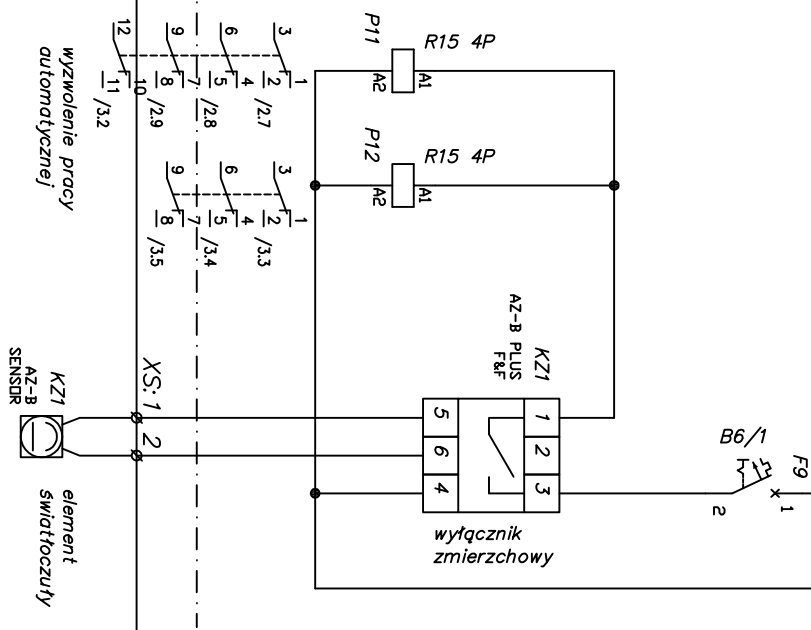 P11
R15 4P
A2
A1
P12
R15 4P
A2
A1
12
9
6
3
11
10
8
7
5
4
2
1
/3.2
/2.9
/2.8
/2.7
wyzwolenie pracy
automatycznej
9
6
3
8
7
5
4
2
1
/3.5
/3.4
/3.3
KZ1
AZ-B PLUS
F&F
5
6
4
1
2
3
wyłącznik
zmierzchowy
B6/1
F9
2
1
XS: 1
2
KZ1
AZ-B
SENSOR
element
światłoczuły